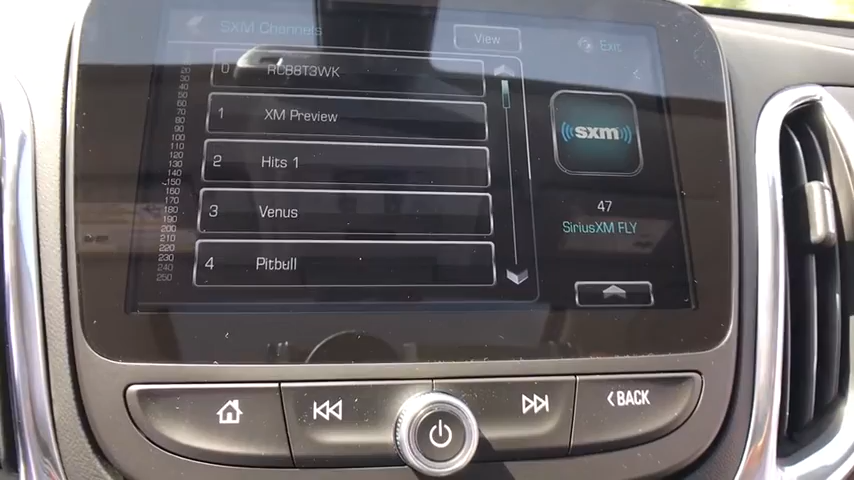 SXM Channels
View
Exit
0 RCB8T3WK
1 XM Preview
2 Hits 1
3 Venus
4 Pitbull
20
30
40
50
60
70
80
90
100
110
120
130
140
150
160
170
180
190
200
210
220
230
240
250
sxm
47
SiriusXM FLY
BACK